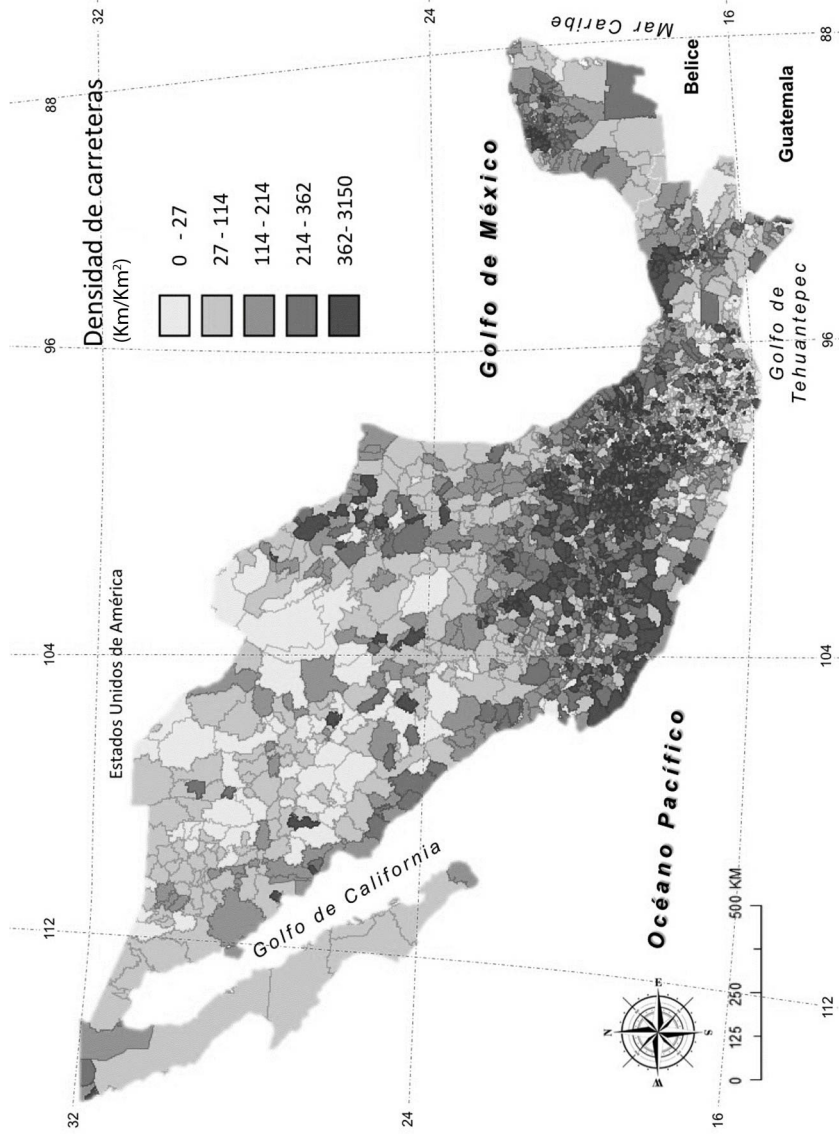 32
24
16
88
88
Mar Caribe
Belice
Guatemala
Densidad de carreteras
(Km/Km²)
0 - 27
27 - 114
114 - 214
214 - 362
362- 3150
Golfo de México
96
96
Golfo de
Tehuantepec
Estados Unidos de América
104
104
Golfo de California
Océano Pacífico
112
112
N
E
S
W
0
125
250
500 KM
32
24
16